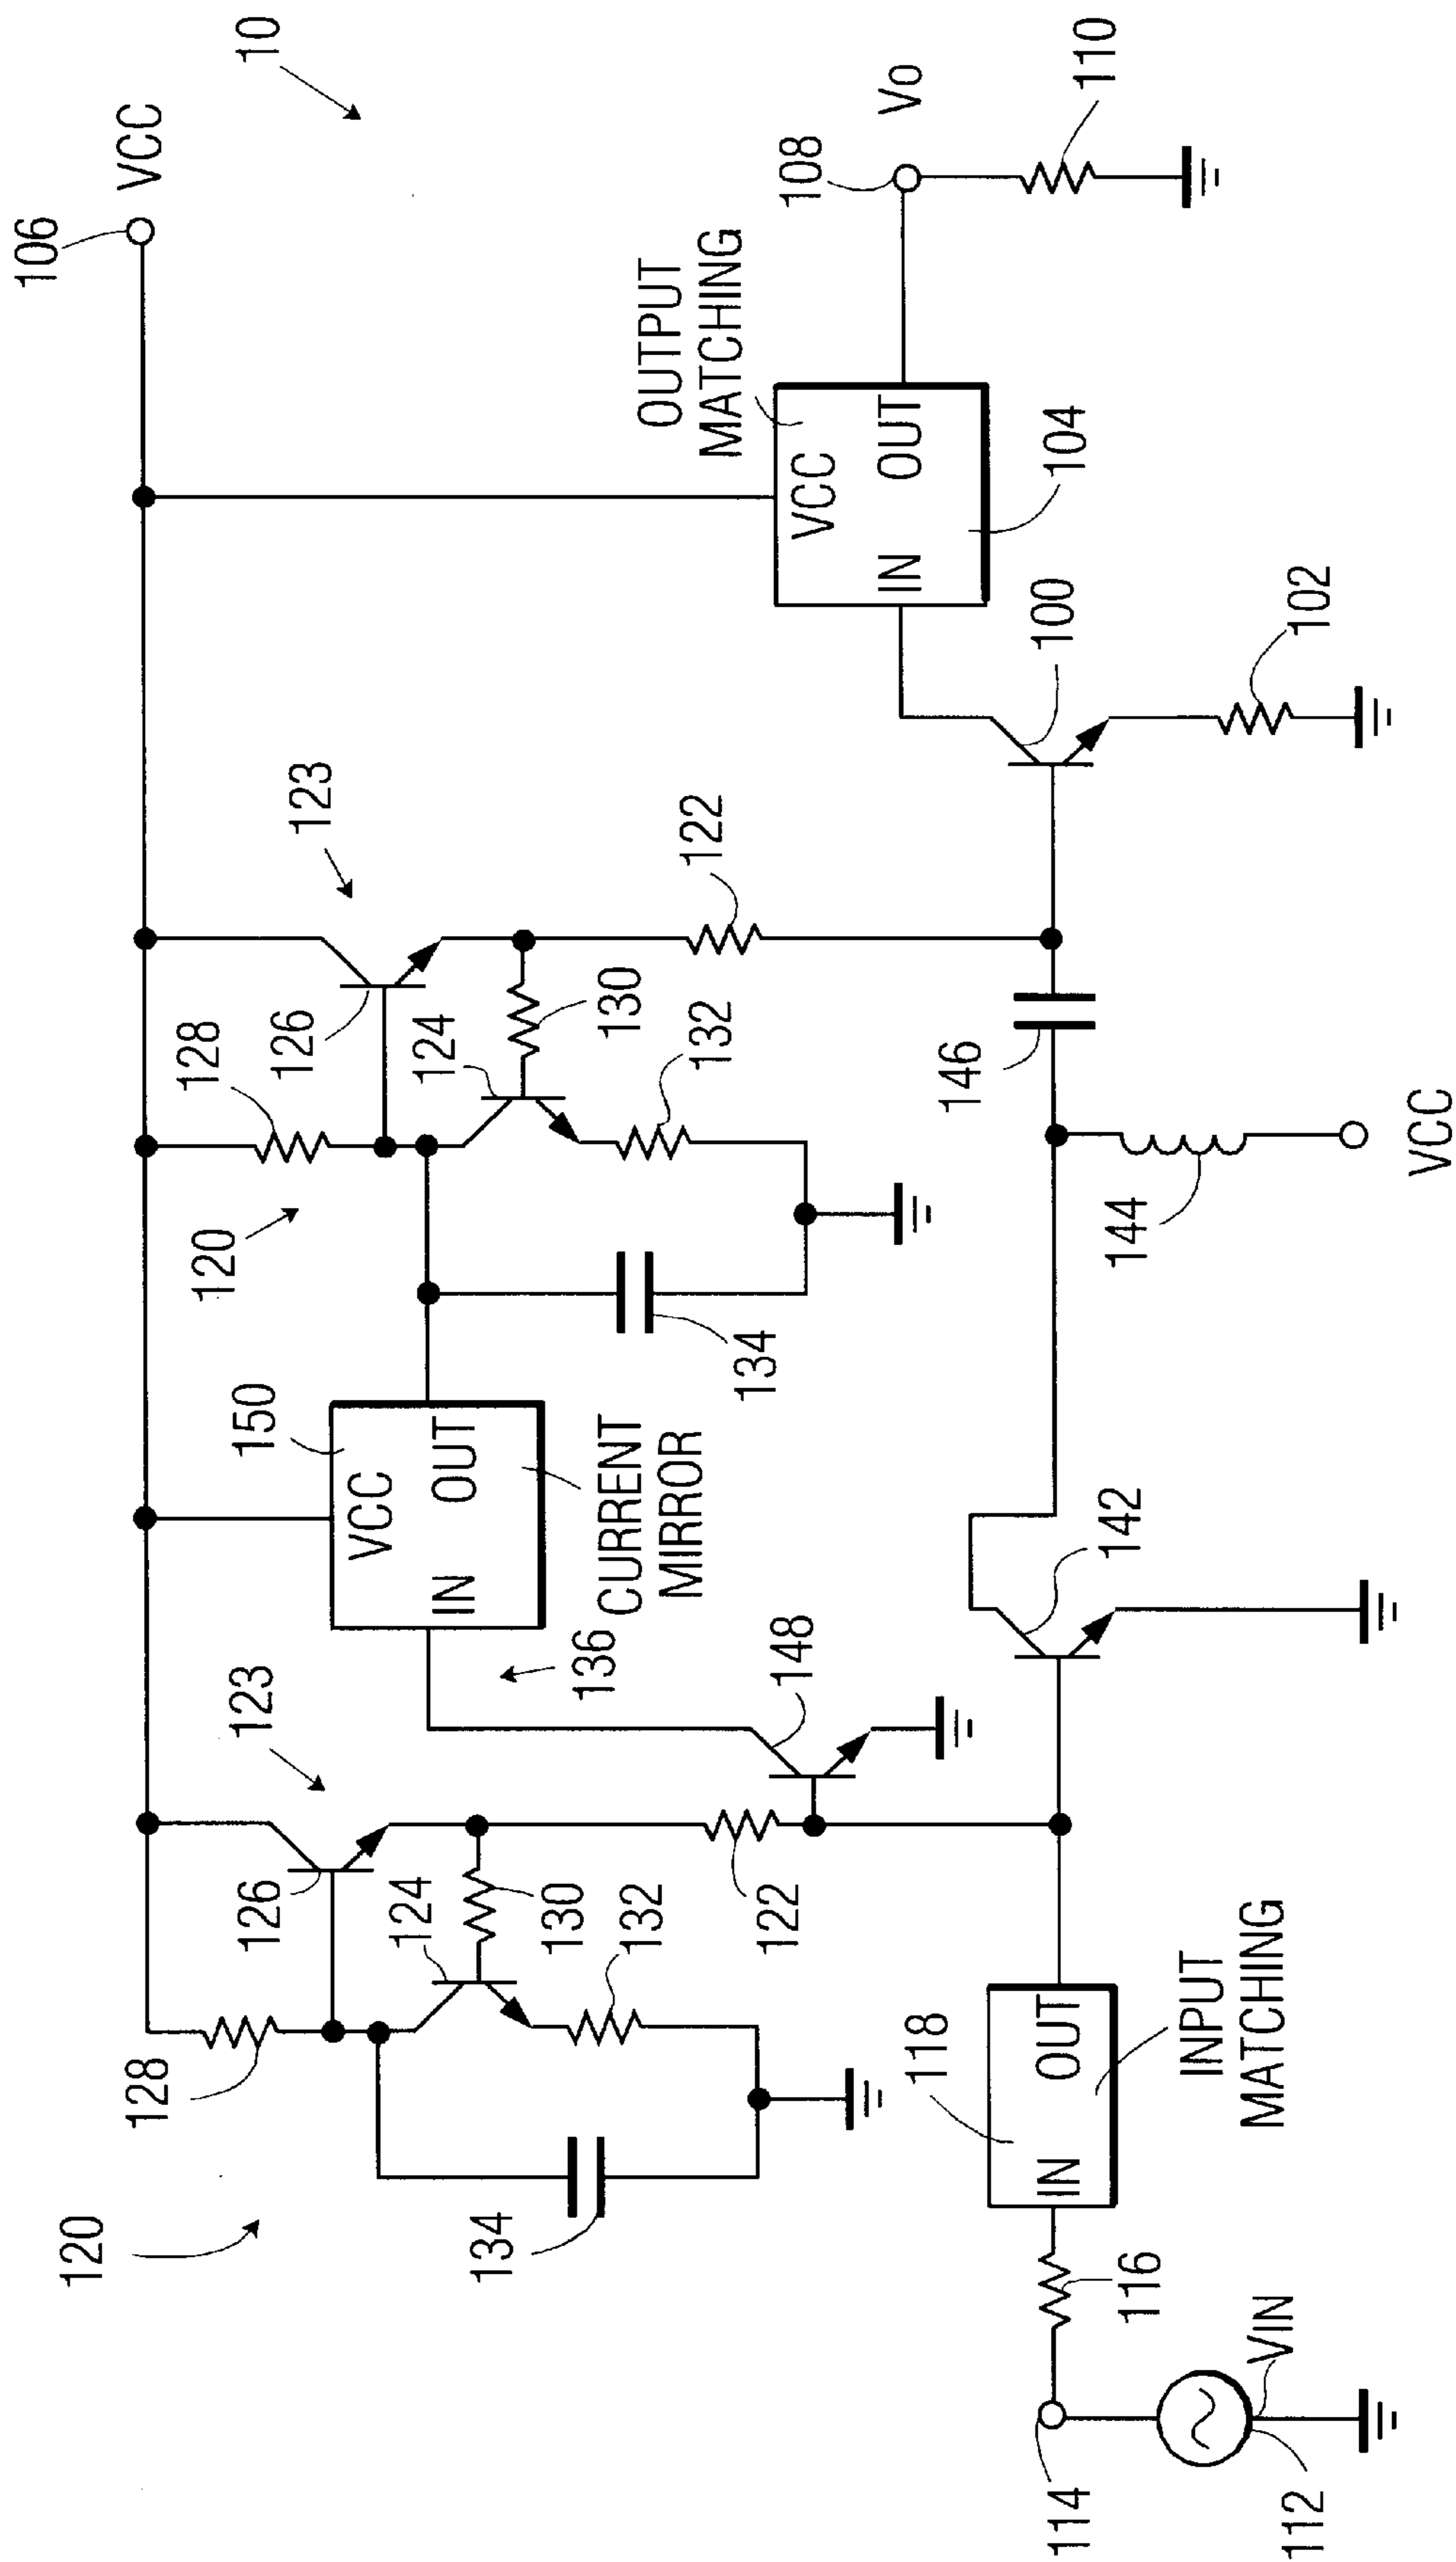 106
VCC
10
128
126
123
120
134
124
130
132
122
136
148
150
VCC
IN
OUT
CURRENT
MIRROR
120
128
126
123
124
130
132
134
122
OUTPUT
MATCHING
VCC
IN
OUT
104
108
Vo
110
100
102
146
144
VCC
142
118
IN
OUT
INPUT
MATCHING
116
114
VIN
112